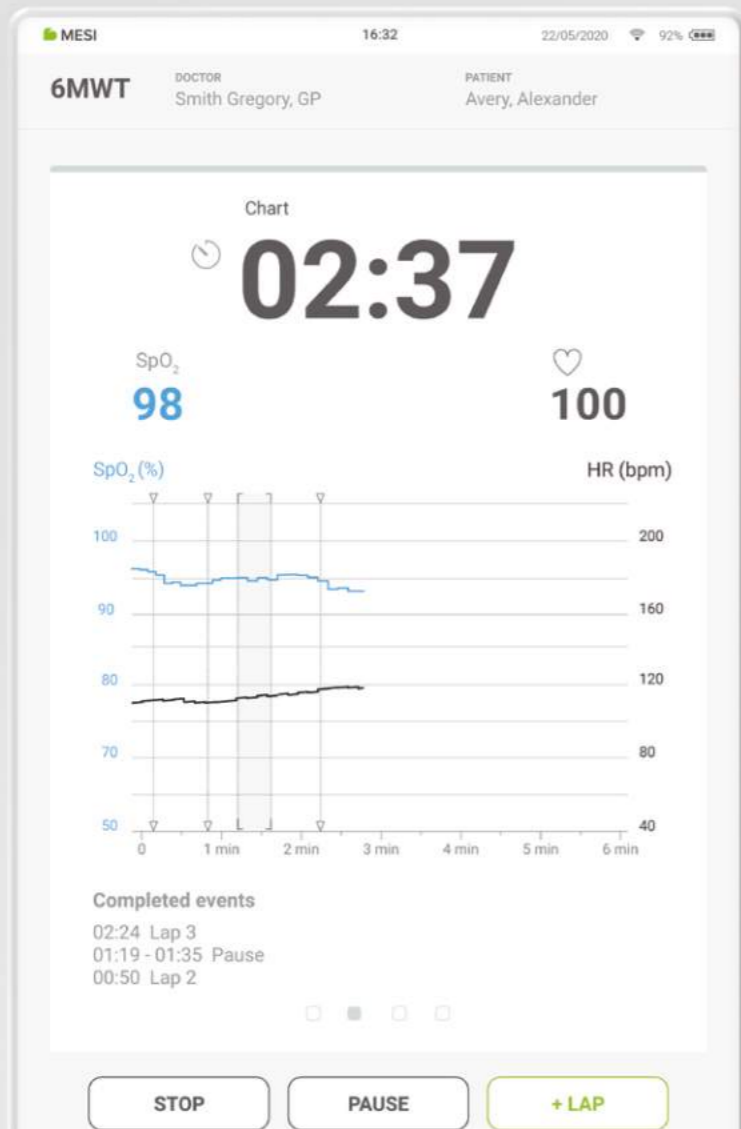 MESI 16:32 22/05/2020 92%
6MWT DOCTOR PATIENT
Smith Gregory, GP Avery, Alexander
Chart
02:37
SpO₂
98 100
SpO₂ (%) HR (bpm)
100 200
90 160
80 120
70 80
50 40
0 1 min 2 min 3 min 4 min 5 min 6 min
Completed events
02:24 Lap 3
01:19 - 01:35 Pause
00:50 Lap 2
STOP PAUSE + LAP